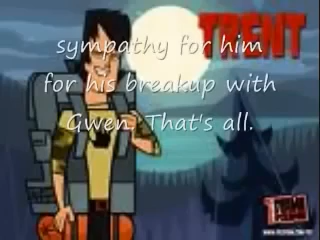 TRENT
sympathy for him
for his breakup with
Gwen. That's all.